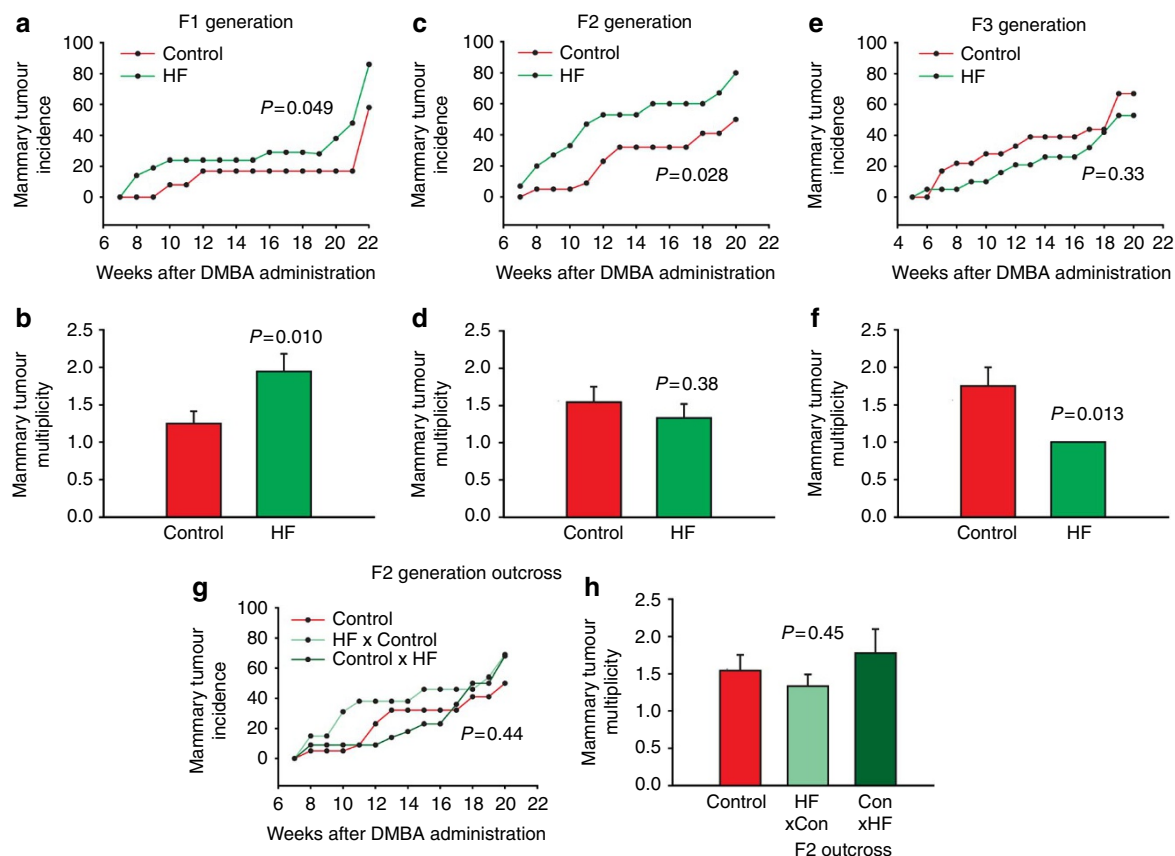 a
F1 generation
100
80
60
40
20
0
Control
HF
P=0.049
Mammary tumour
incidence
6 8 10 12 14 16 18 20 22
Weeks after DMBA administration
c
F2 generation
100
80
60
40
20
0
Control
HF
P=0.028
Mammary tumour
incidence
6 8 10 12 14 16 18 20 22
Weeks after DMBA administration
e
F3 generation
100
80
60
40
20
0
Control
HF
P=0.33
Mammary tumour
incidence
4 6 8 10 12 14 16 18 20 22
Weeks after DMBA administration
b
2.5
2.0
1.5
1.0
0.5
0.0
P=0.010
Mammary tumour
multiplicity
Control HF
d
2.5
2.0
1.5
1.0
0.5
0.0
P=0.38
Mammary tumour
multiplicity
Control HF
f
2.5
2.0
1.5
1.0
0.5
0.0
P=0.013
Mammary tumour
multiplicity
Control HF
g
F2 generation outcross
100
80
60
40
20
0
Control
HF x Control
Control x HF
P=0.44
Mammary tumour
incidence
6 8 10 12 14 16 18 20 22
Weeks after DMBA administration
h
2.5
2.0
1.5
1.0
0.5
0.0
P=0.45
Mammary tumour
multiplicity
Control HF Con
xCon xHF
F2 outcross